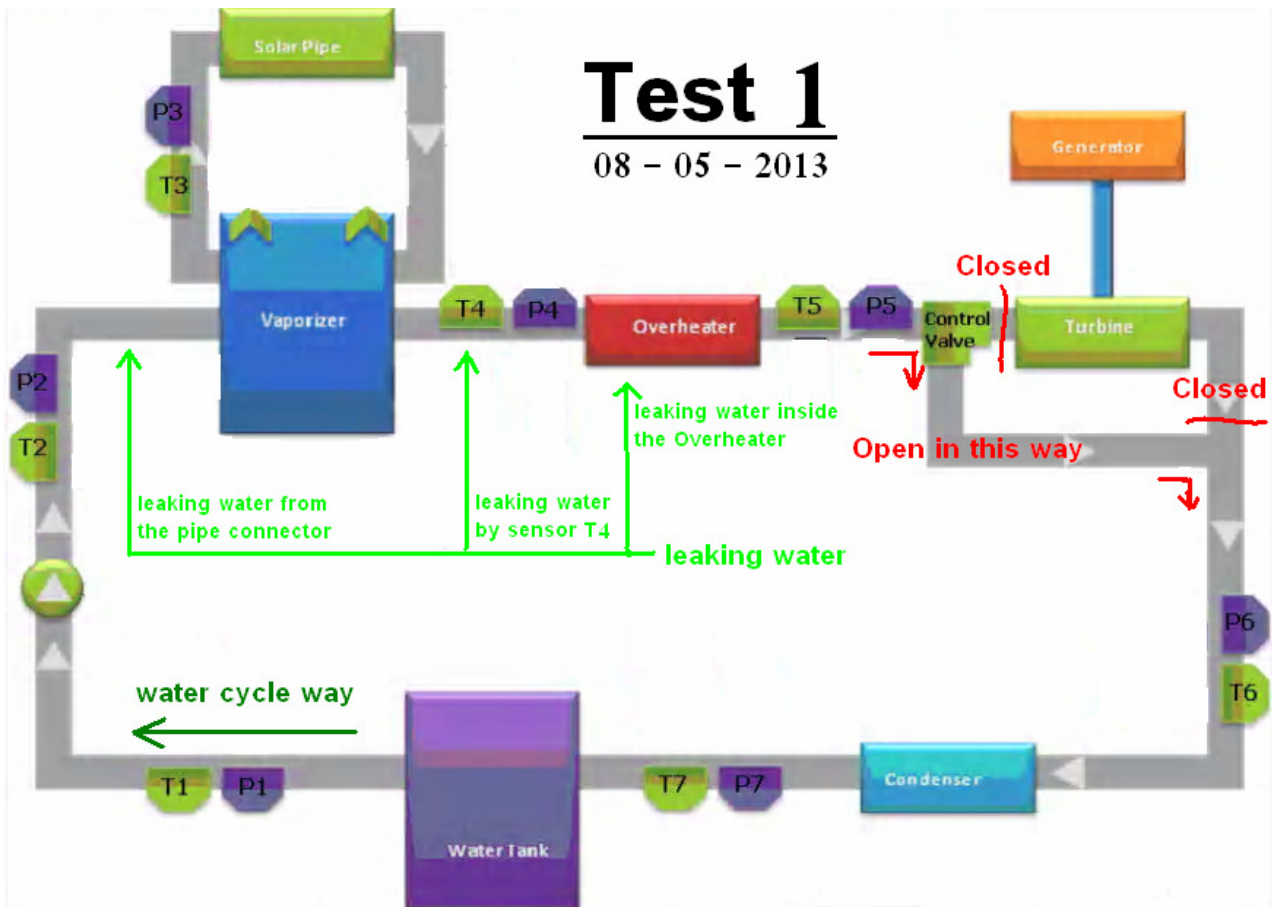 Solar Pipe
Test 1
08 - 05 - 2013
P3
T3
Generator
Closed
Vaporizer
T4
P4
Overheater
T5
P5
Control
Valve
Turbine
P2
T2
Closed
leaking water inside
the Overheater
Open in this way
leaking water from
the pipe connector
leaking water
by sensor T4
leaking water
P6
T6
water cycle way
T1
P1
Water Tank
T7
P7
Condenser